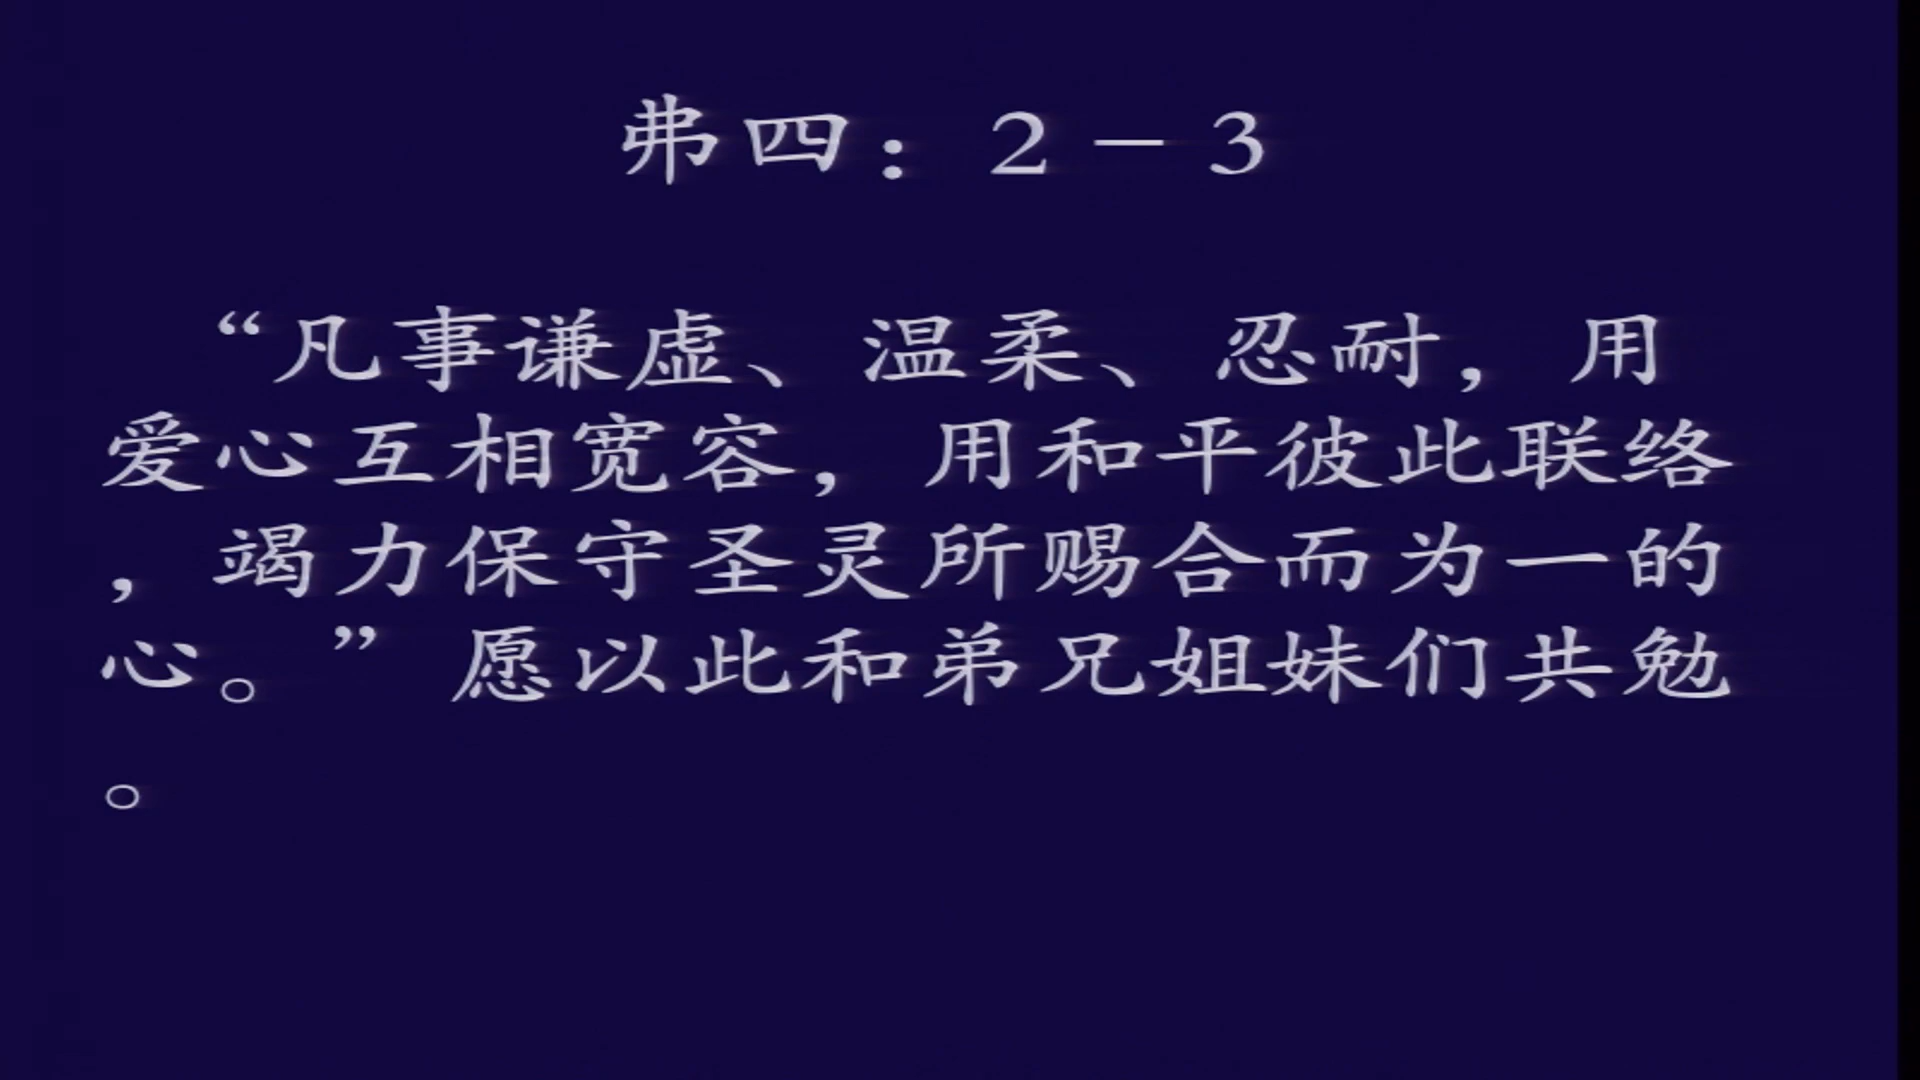 弗四：2－3
“凡事谦虚、温柔、忍耐，用
爱心互相宽容，用和平彼此联络
，竭力保守圣灵所赐合而为一的
心。”愿以此和弟兄姐妹们共勉
。